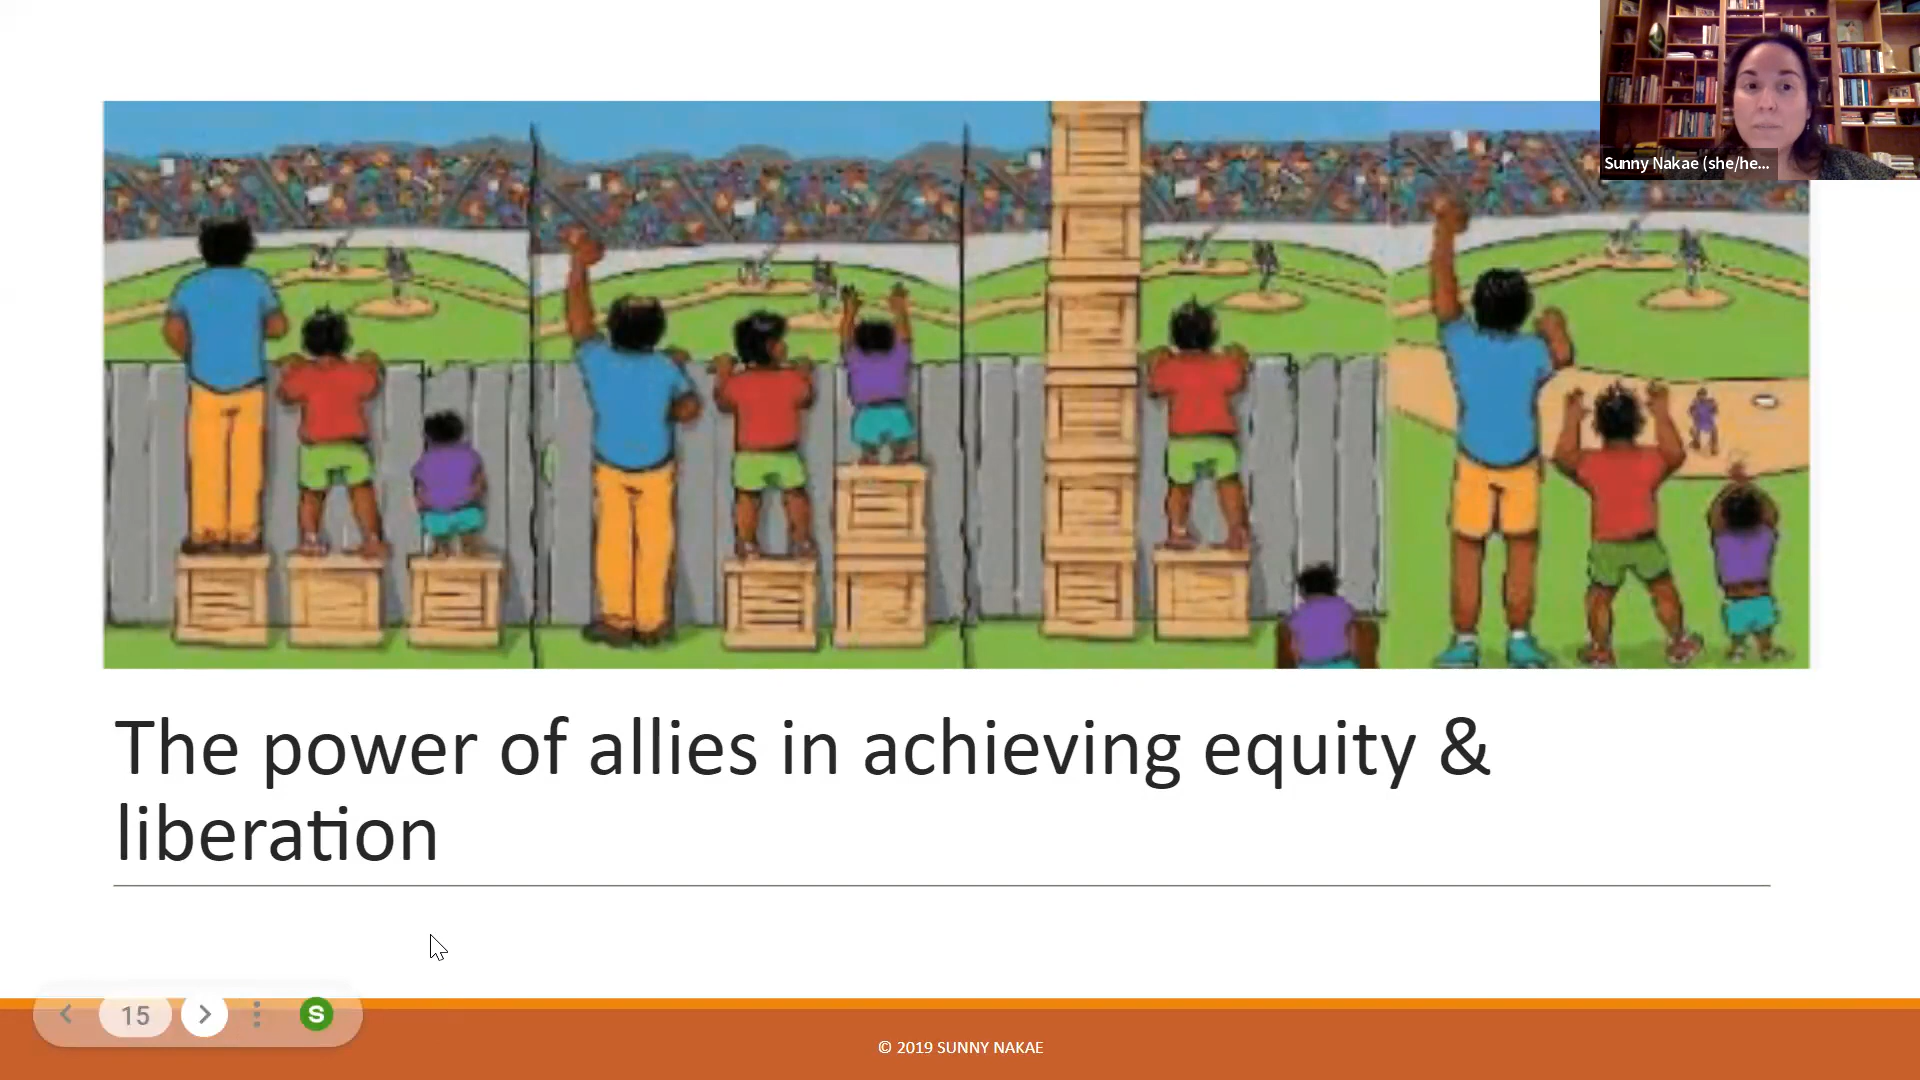 Sunny Nakae (she/he...
The power of allies in achieving equity &
liberation
15
S
© 2019 SUNNY NAKAE